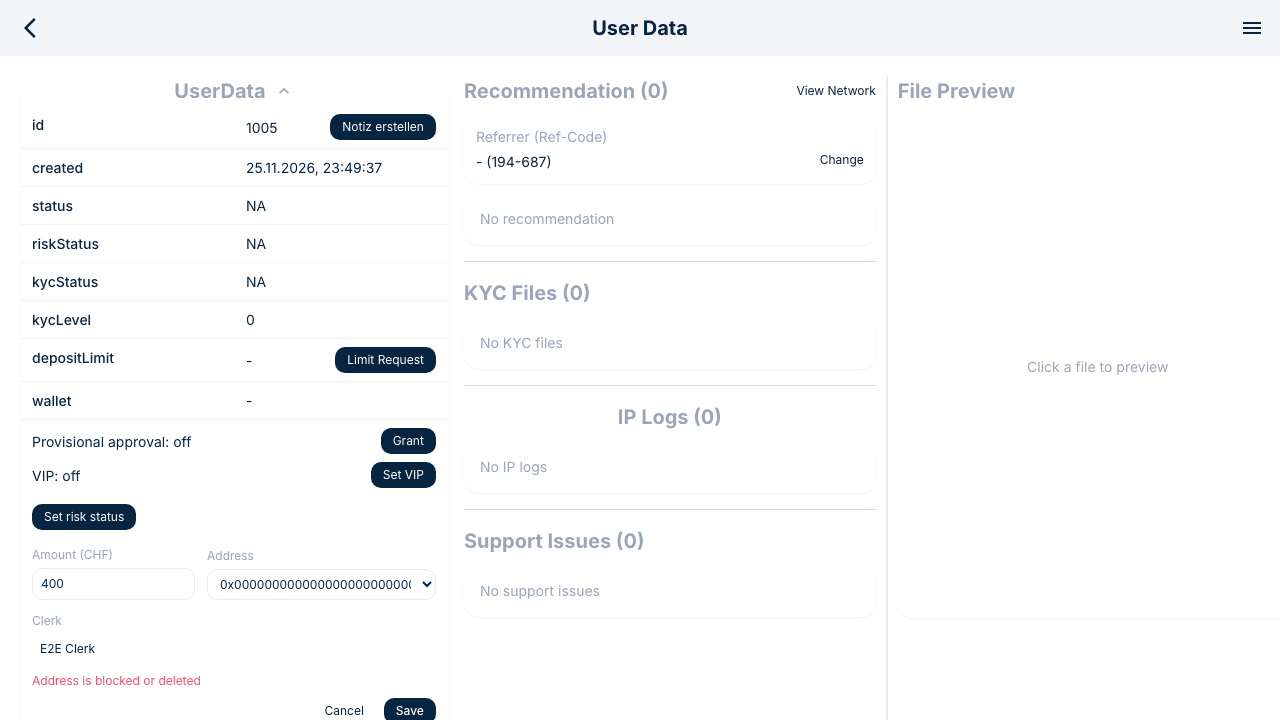 User Data
UserData
id 1005 Notiz erstellen
created 25.11.2026, 23:49:37
status NA
riskStatus NA
kycStatus NA
kycLevel 0
depositLimit - Limit Request
wallet -
Provisional approval: off Grant
VIP: off Set VIP
Set risk status
Amount (CHF) Address
400
Clerk
E2E Clerk
Address is blocked or deleted
Cancel Save
Recommendation (0) View Network
Referrer (Ref-Code)
- (194-687) Change
No recommendation
KYC Files (0)
No KYC files
IP Logs (0)
No IP logs
Support Issues (0)
No support issues
File Preview
Click a file to preview